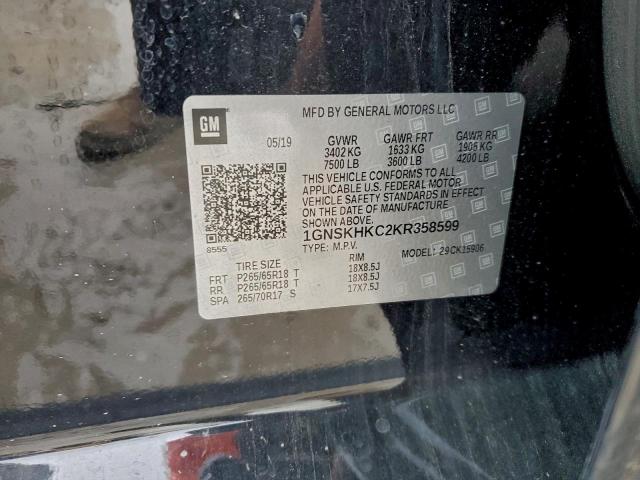 GM
MFD BY GENERAL MOTORS LLC
05/19 GVWR GAWR FRT GAWR RR
3402 KG 1633 KG 1905 KG
7500 LB 3600 LB 4200 LB
THIS VEHICLE CONFORMS TO ALL
APPLICABLE U.S. FEDERAL MOTOR
VEHICLE SAFETY STANDARDS IN EFFECT
ON THE DATE OF MANUFACTURE
SHOWN ABOVE.
8555 1GNSKHKC2KR358599
TYPE: M.P.V. MODEL: 29CK15906
TIRE SIZE RIM
FRT P265/65R18 T 18X8.5J
RR P265/65R18 T 18X8.5J
SPA 265/70R17 S 17X7.5J